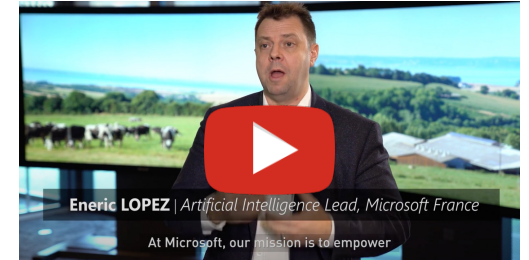 Eneric LOPEZ | Artificial Intelligence Lead, Microsoft France
At Microsoft, our mission is to empower